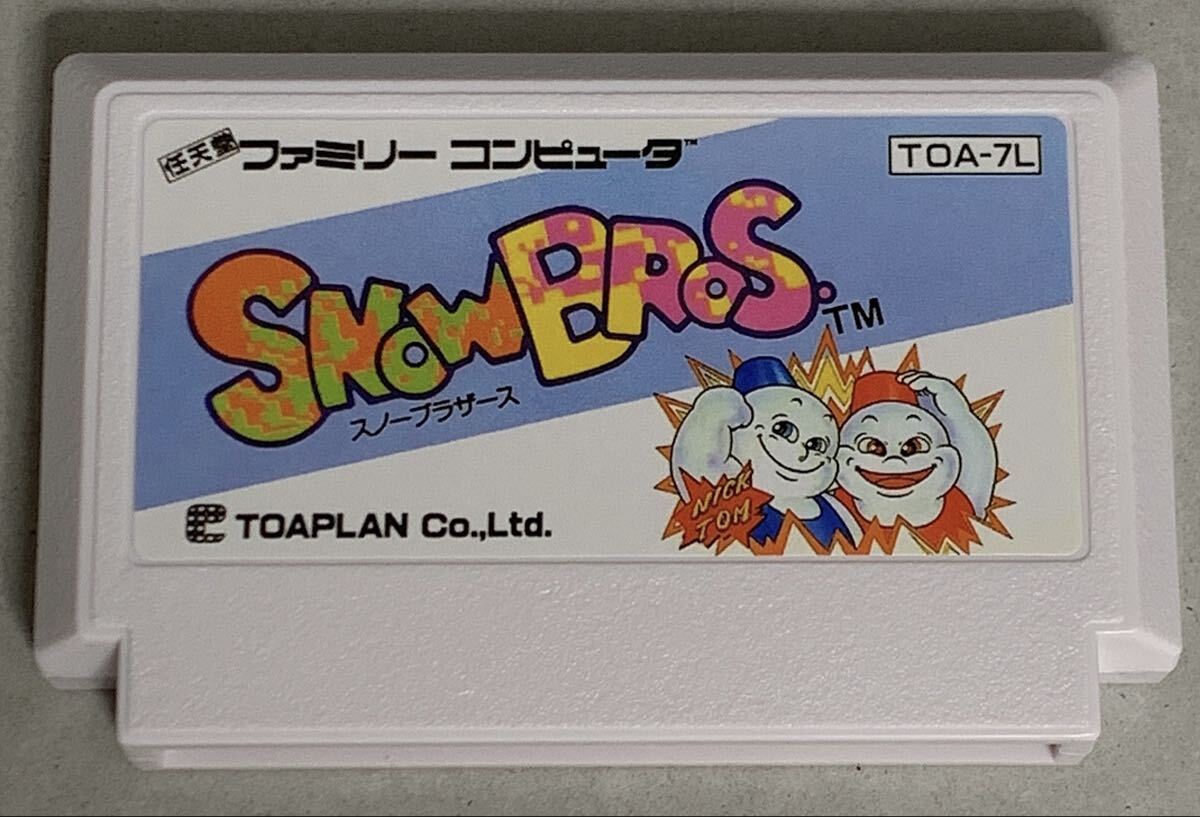 任天堂 ファミリー コンピュータ™
TOA-7L
SNOW BROS.™
スノーブラザース
NICK
TOM
TOAPLAN Co.,Ltd.